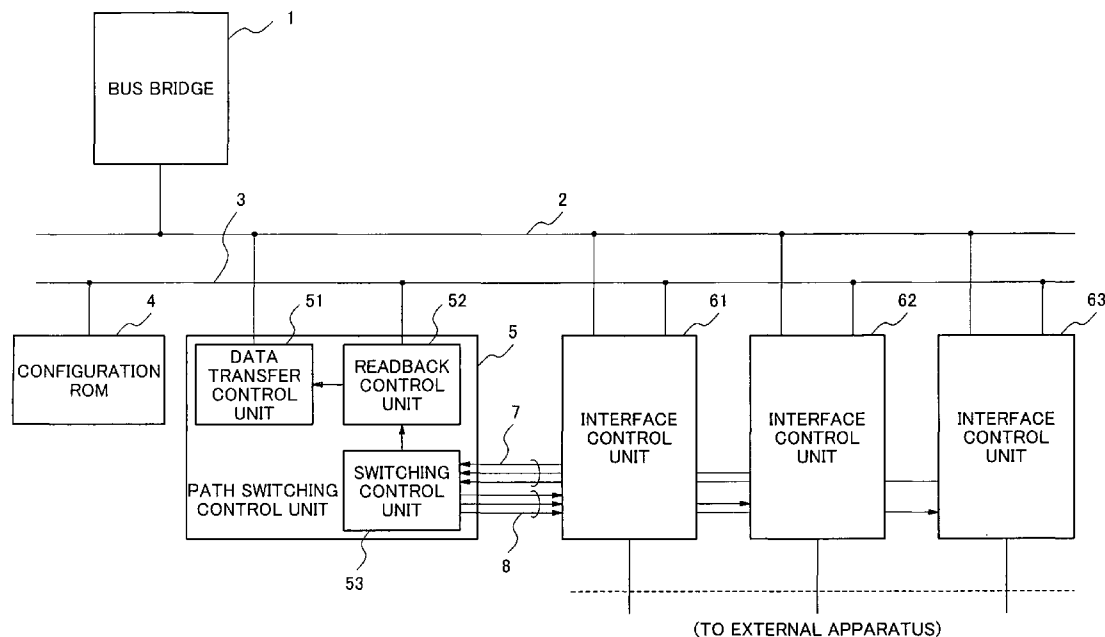 1
BUS BRIDGE
3
2
4
51
52
61
62
63
5
CONFIGURATION
ROM
DATA
TRANSFER
CONTROL
UNIT
READBACK
CONTROL
UNIT
7
INTERFACE
CONTROL
UNIT
INTERFACE
CONTROL
UNIT
INTERFACE
CONTROL
UNIT
PATH SWITCHING
CONTROL UNIT
SWITCHING
CONTROL
UNIT
53
8
(TO EXTERNAL APPARATUS)